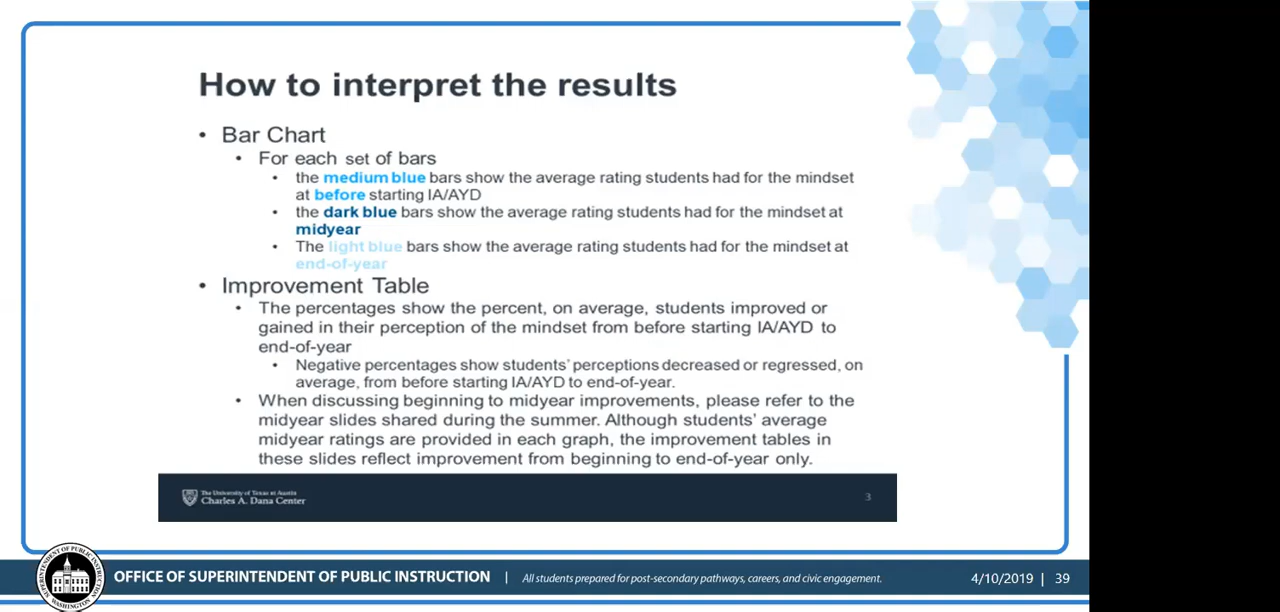 How to interpret the results
• Bar Chart
• For each set of bars
• the medium blue bars show the average rating students had for the mindset
at before starting IA/AYD
• the dark blue bars show the average rating students had for the mindset at
midyear
• The light blue bars show the average rating students had for the mindset at
end-of-year
• Improvement Table
• The percentages show the percent, on average, students improved or
gained in their perception of the mindset from before starting IA/AYD to
end-of-year
• Negative percentages show students' perceptions decreased or regressed, on
average, from before starting IA/AYD to end-of-year.
• When discussing beginning to midyear improvements, please refer to the
midyear slides shared during the summer. Although students' average
midyear ratings are provided in each graph, the improvement tables in
these slides reflect improvement from beginning to end-of-year only.
The University of Texas at Austin
Charles A. Dana Center
3
SUPERINTENDENT OF PUBLIC INSTRUCTION
WASHINGTON
OFFICE OF SUPERINTENDENT OF PUBLIC INSTRUCTION | All students prepared for post-secondary pathways, careers, and civic engagement. 4/10/2019 | 39